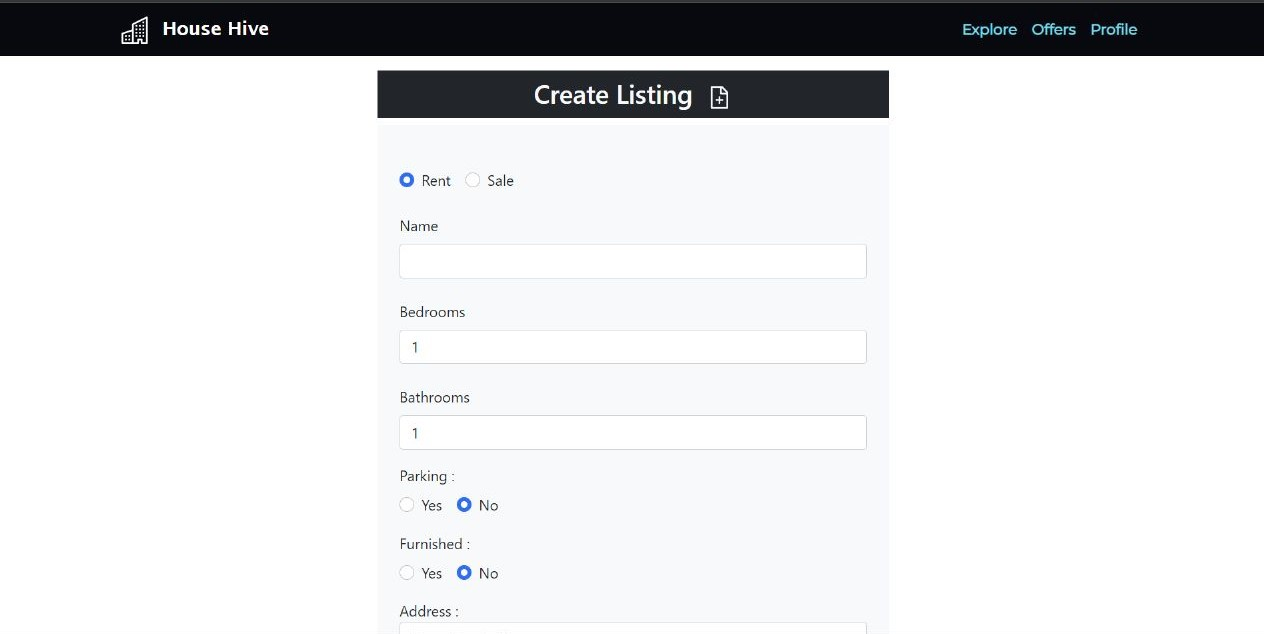 House Hive
Explore Offers Profile
Create Listing
Rent Sale
Name
Bedrooms
1
Bathrooms
1
Parking :
Yes No
Furnished :
Yes No
Address :